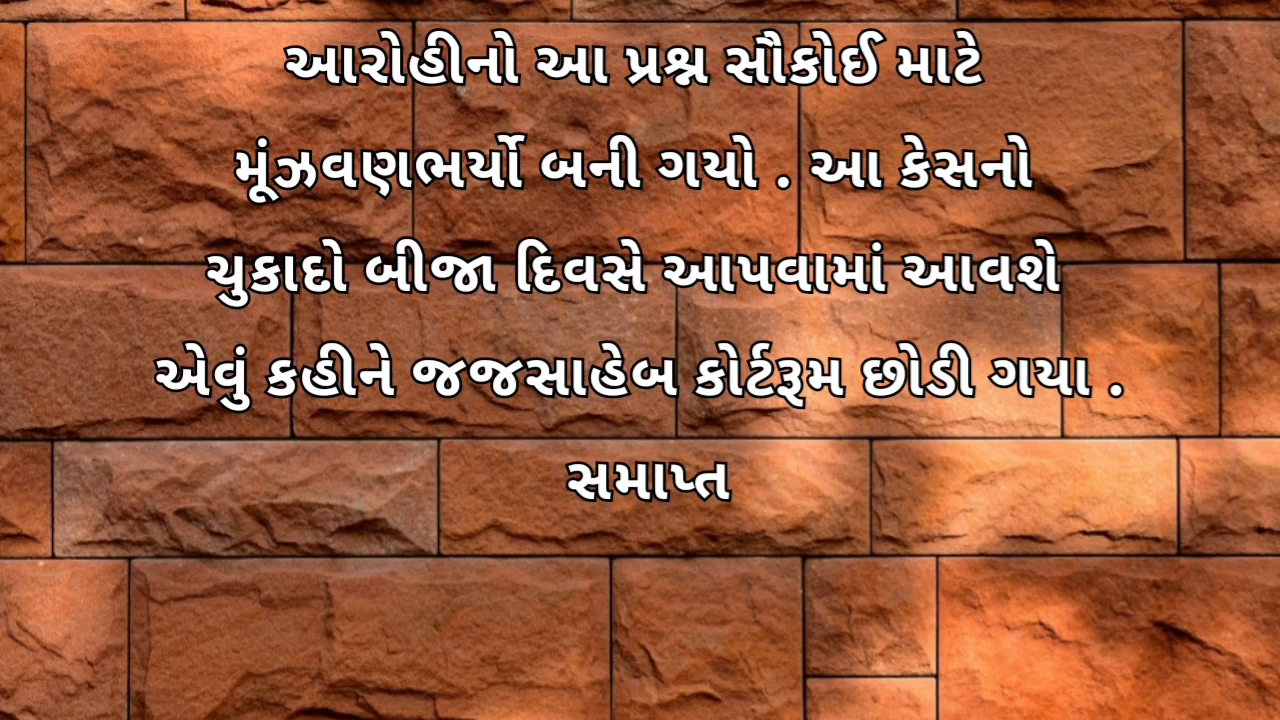 આરોહીનો આ પ્રશ્ન સૌકોઈ માટે
મૂંઝવણભર્યો બની ગયો . આ કેસનો
ચુકાદો બીજા દિવસે આપવામાં આવશે
એવું કહીને જજસાહેબ કોર્ટરૂમ છોડી ગયા .
સમાપ્ત